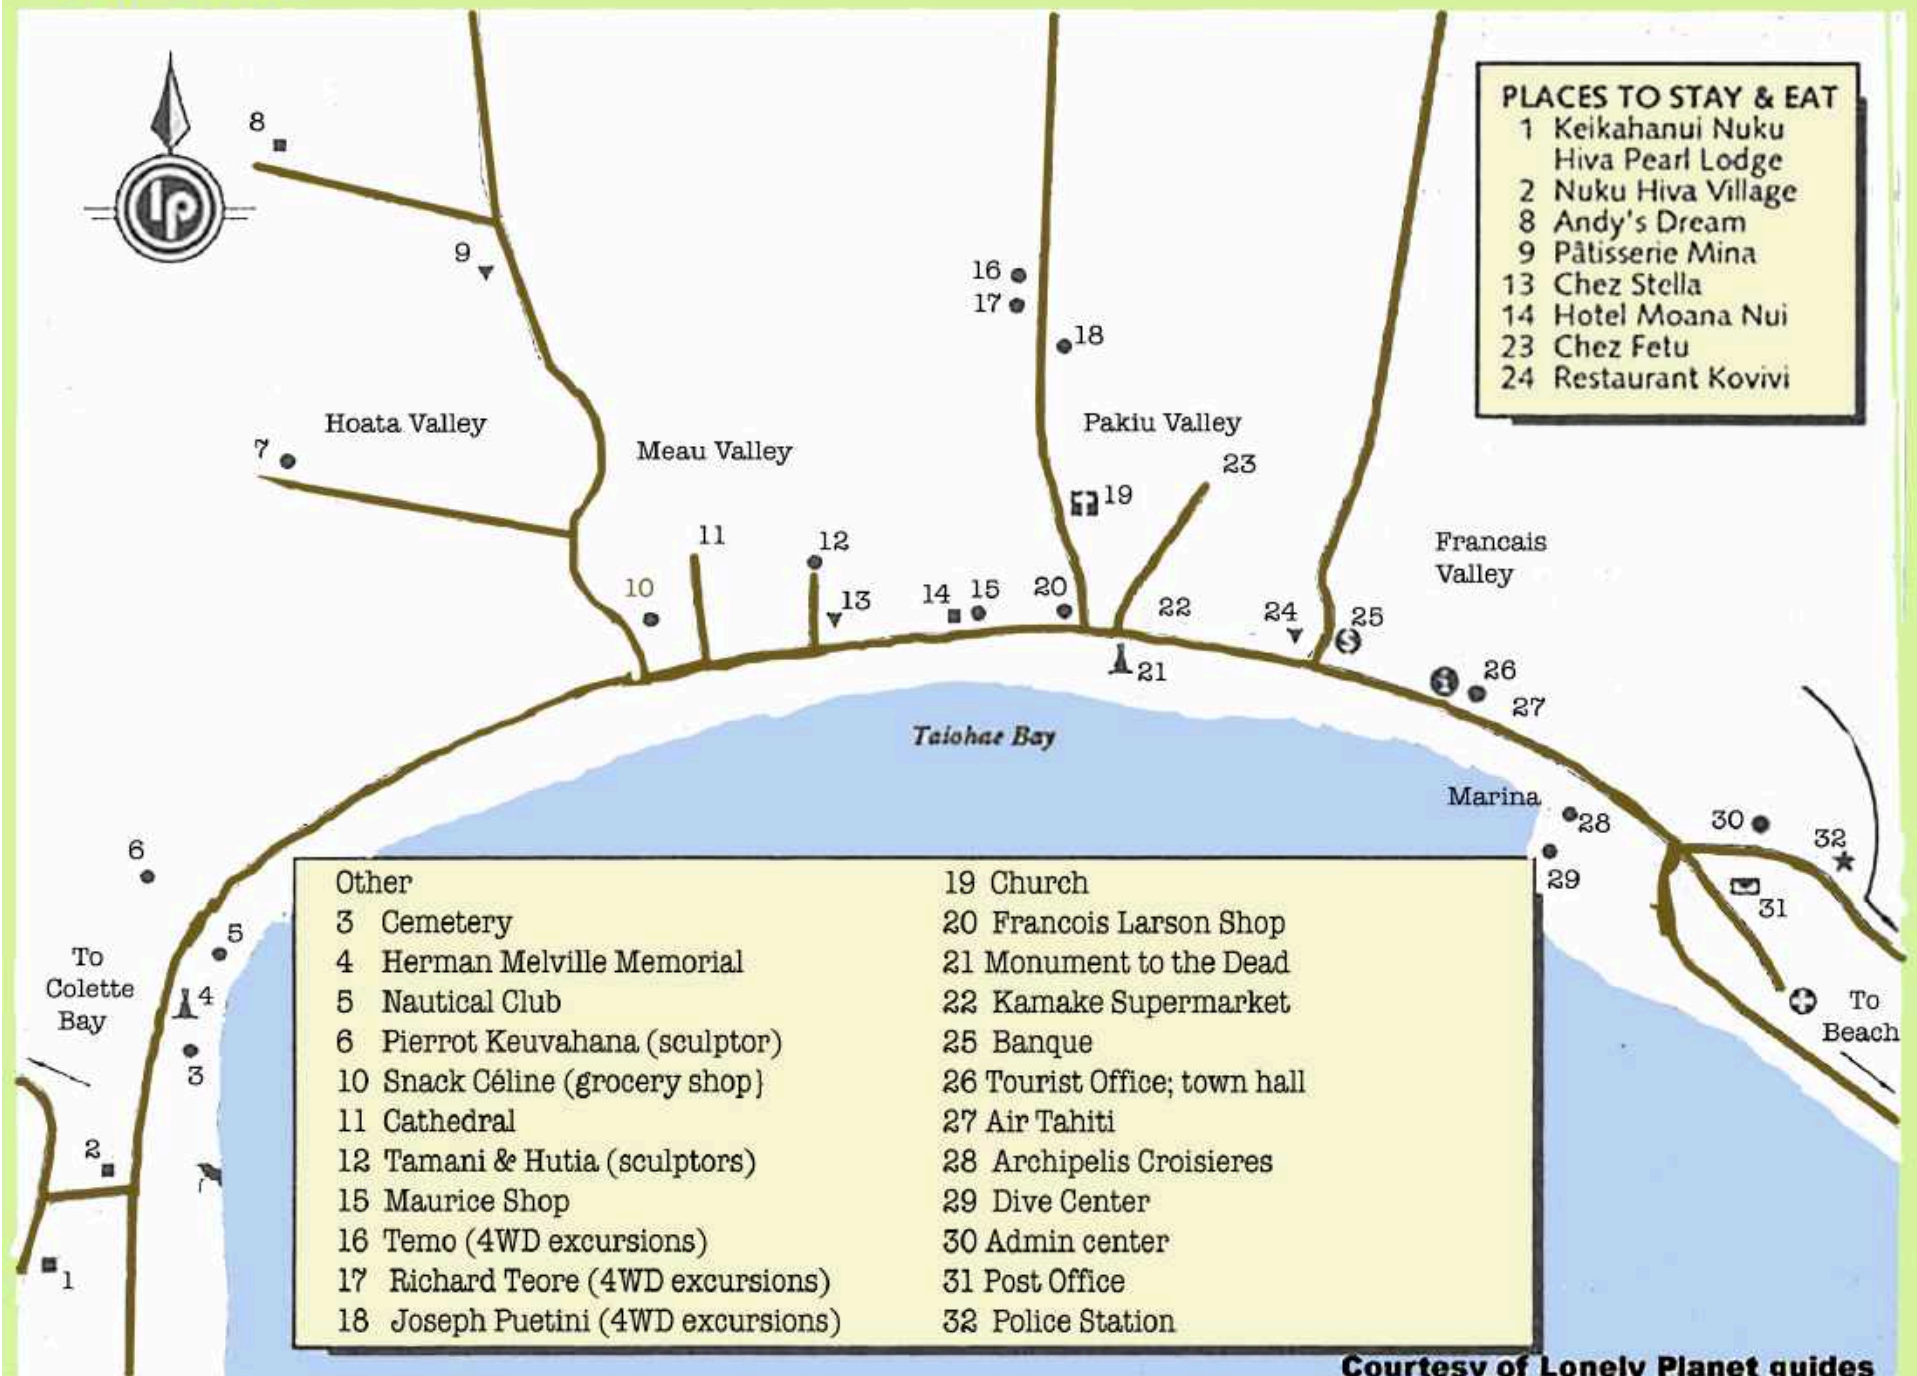 PLACES TO STAY & EAT
1 Keikahanui Nuku
Hiva Pearl Lodge
2 Nuku Hiva Village
8 Andy's Dream
9 Pâtisserie Mina
13 Chez Stella
14 Hotel Moana Nui
23 Chez Fetu
24 Restaurant Kovivi
8
lp
9
16
17
18
Hoata Valley
Pakiu Valley
7
Meau Valley
23
19
11
12
Francais
Valley
10
13
14
15
20
22
24
25
21
26
27
Taiohae Bay
Marina
28
30
32
6
29
31
5
To
Colette
Bay
4
3
To
Beach
2
1
Other
3 Cemetery
4 Herman Melville Memorial
5 Nautical Club
6 Pierrot Keuvahana (sculptor)
10 Snack Céline (grocery shop}
11 Cathedral
12 Tamani & Hutia (sculptors)
15 Maurice Shop
16 Temo (4WD excursions)
17 Richard Teore (4WD excursions)
18 Joseph Puetini (4WD excursions)
19 Church
20 Francois Larson Shop
21 Monument to the Dead
22 Kamake Supermarket
25 Banque
26 Tourist Office; town hall
27 Air Tahiti
28 Archipelis Croisieres
29 Dive Center
30 Admin center
31 Post Office
32 Police Station
Courtesy of Lonely Planet guides